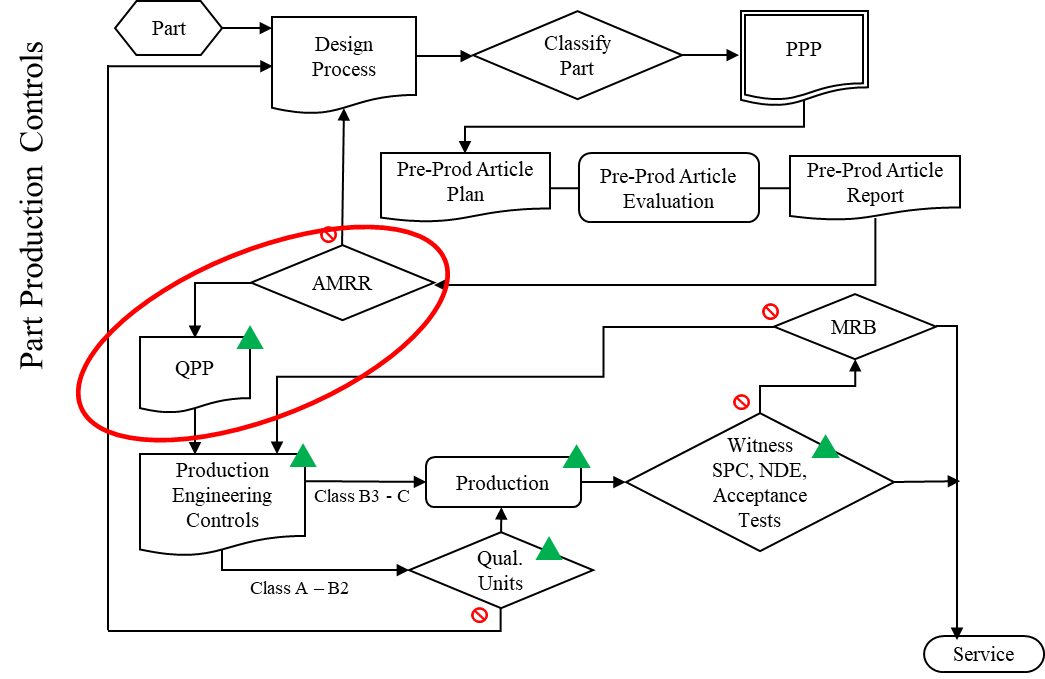 Part Production Controls
Part
Design
Process
Classify
Part
PPP
Pre-Prod Article
Plan
Pre-Prod Article
Evaluation
Pre-Prod Article
Report
AMRR
QPP
MRB
Production
Engineering
Controls
Class B3 - C
Production
Witness
SPC, NDE,
Acceptance
Tests
Class A – B2
Qual.
Units
Service